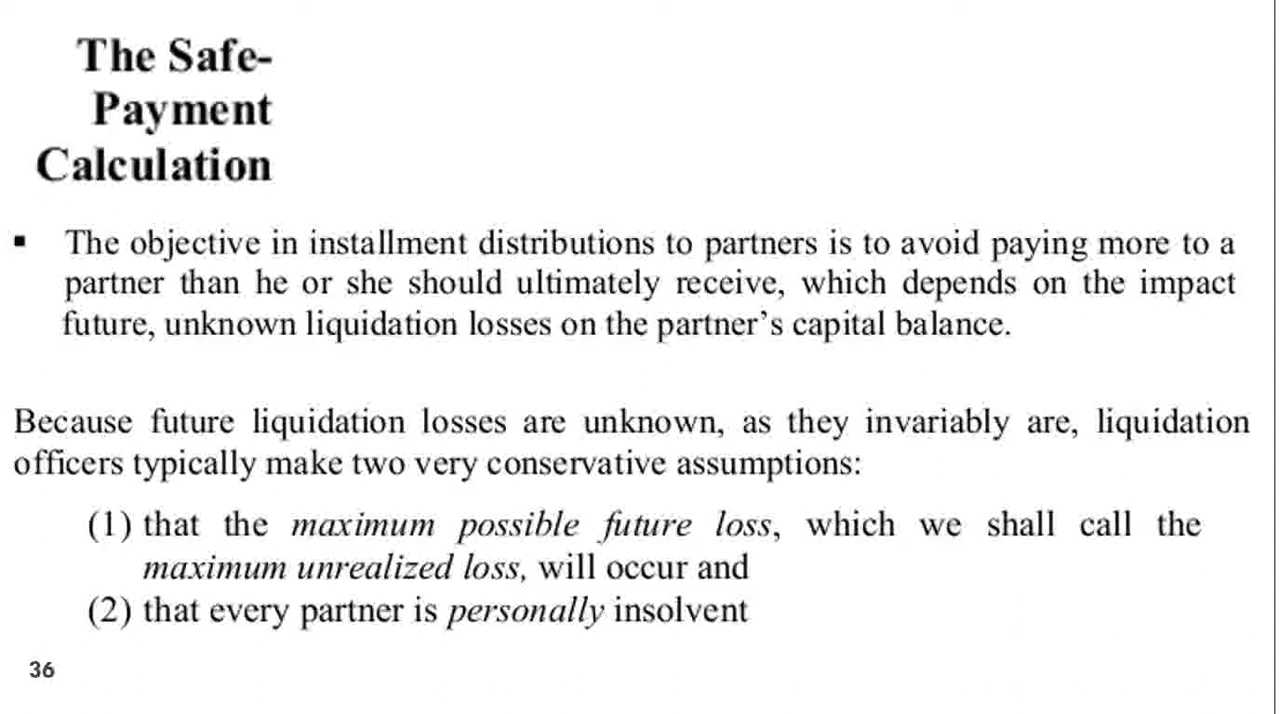 The Safe-
Payment
Calculation
▪ The objective in installment distributions to partners is to avoid paying more to a
partner than he or she should ultimately receive, which depends on the impact
future, unknown liquidation losses on the partner’s capital balance.
Because future liquidation losses are unknown, as they invariably are, liquidation
officers typically make two very conservative assumptions:
(1) that the maximum possible future loss, which we shall call the
maximum unrealized loss, will occur and
(2) that every partner is personally insolvent
36